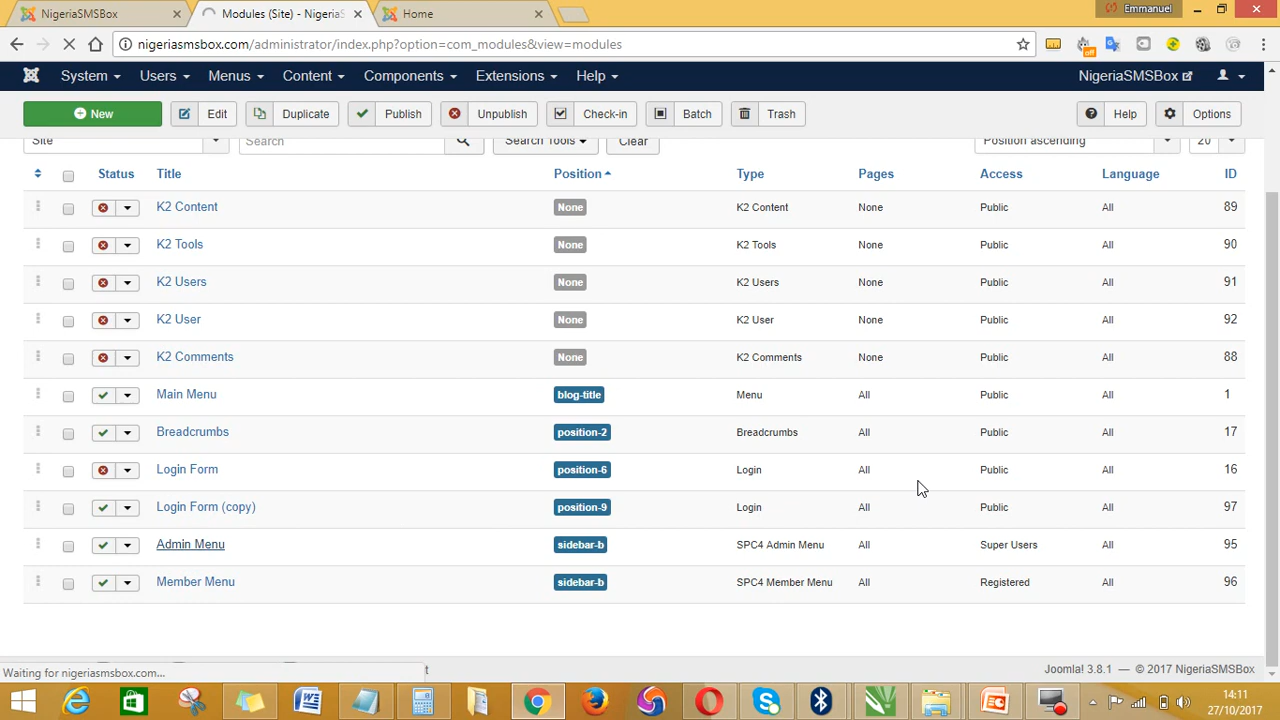 NigeriaSMSBox
Modules (Site) - NigeriaS
Home
Emmanuel
nigeriasmsbox.com/administrator/index.php?option=com_modules&view=modules
off
System Users Menus Content Components Extensions Help NigeriaSMSBox
New Edit Duplicate Publish Unpublish Check-in Batch Trash Help Options
Site Search Search Tools Clear Position ascending 20
Status Title Position Type Pages Access Language ID
K2 Content None K2 Content None Public All 89
K2 Tools None K2 Tools None Public All 90
K2 Users None K2 Users None Public All 91
K2 User None K2 User None Public All 92
K2 Comments None K2 Comments None Public All 88
Main Menu blog-title Menu All Public All 1
Breadcrumbs position-2 Breadcrumbs All Public All 17
Login Form position-6 Login All Public All 16
Login Form (copy) position-9 Login All Public All 97
Admin Menu sidebar-b SPC4 Admin Menu All Super Users All 95
Member Menu sidebar-b SPC4 Member Menu All Registered All 96
Waiting for nigeriasmsbox.com...
Joomla! 3.8.1 — © 2017 NigeriaSMSBox
14:11
27/10/2017